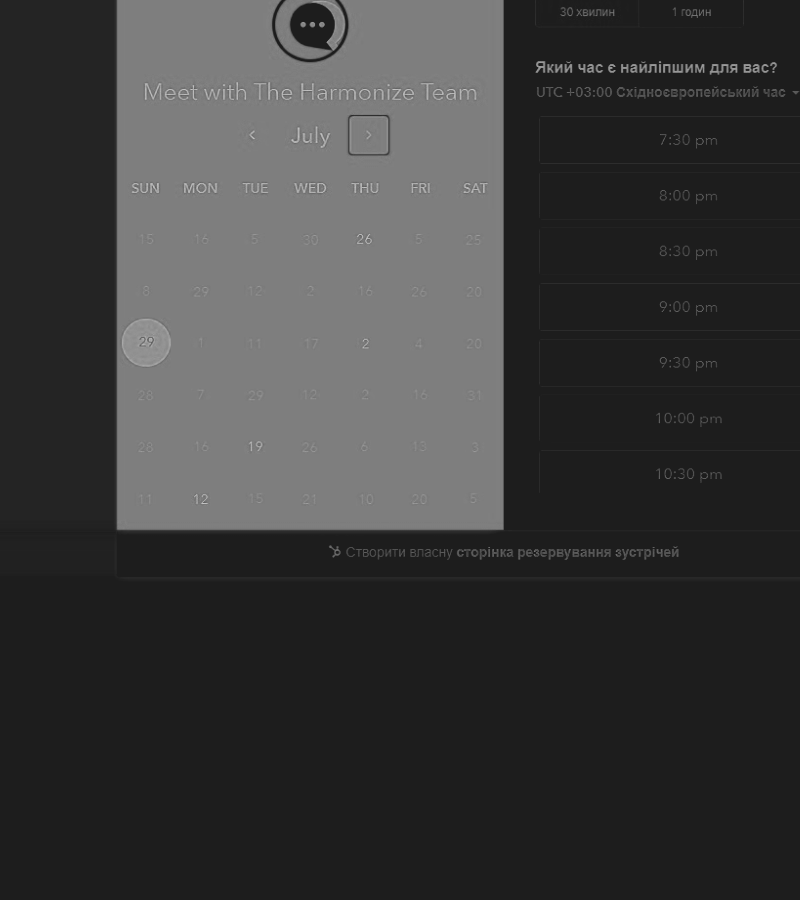 30 хвилин 1 годин
Meet with The Harmonize Team
July
SUN MON TUE WED THU FRI SAT
15 16 5 30 26 5 25
8 29 12 2 16 26 20
29 1 11 17 2 4 20
28 7 29 12 2 16 31
28 16 19 26 6 13 3
11 12 15 21 10 20 5
Який час є найліпшим для вас?
UTC +03:00 Східноєвропейський час
7:30 pm
8:00 pm
8:30 pm
9:00 pm
9:30 pm
10:00 pm
10:30 pm
Створити власну сторінка резервування зустрічей